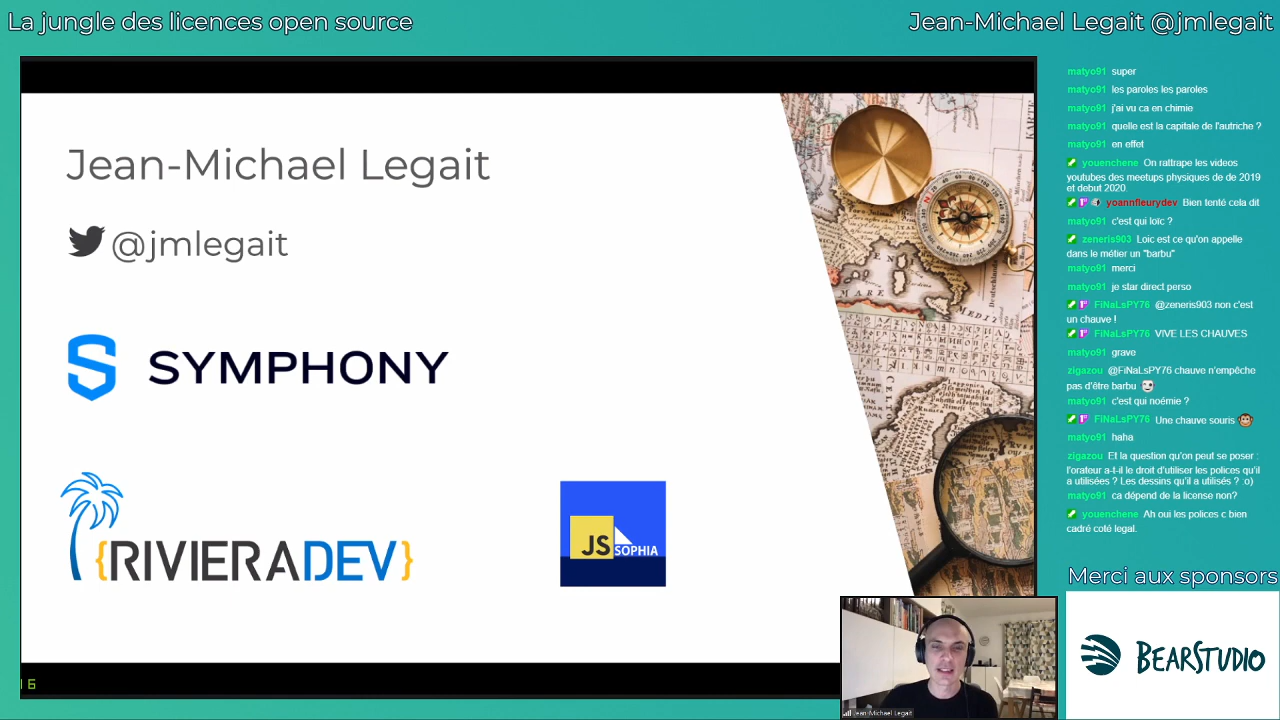 La jungle des licences open source
Jean-Michael Legait @jmlegait
Jean-Michael Legait
@jmlegait
SYMPHONY
{RIVIERADEV}
JS
SOPHIA
16
Jean-Michael Legait
matyo91 super
matyo91 les paroles les paroles
matyo91 j'ai vu ca en chimie
matyo91 quelle est la capitale de l'autriche ?
matyo91 en effet
youenchene On rattrape les videos
youtubes des meetups physiques de de 2019
et debut 2020.
yoannfleurydev Bien tenté cela dit
matyo91 c'est qui loïc ?
zeneris903 Loic est ce qu'on appelle
dans le métier un "barbu"
matyo91 merci
matyo91 je star direct perso
FiNaLsPY76 @zeneris903 non c'est
un chauve !
FiNaLsPY76 VIVE LES CHAUVES
matyo91 grave
zigazou @FiNaLsPY76 chauve n'empêche
pas d'être barbu
matyo91 c'est qui noémie ?
FiNaLsPY76 Une chauve souris
matyo91 haha
zigazou Et la question qu'on peut se poser :
l'orateur a-t-il le droit d'utiliser les polices qu'il
a utilisées ? Les dessins qu'il a utilisés ? :o)
matyo91 ca dépend de la license non?
youenchene Ah oui les polices c bien
cadré coté legal.
Merci aux sponsors
BEARSTUDIO